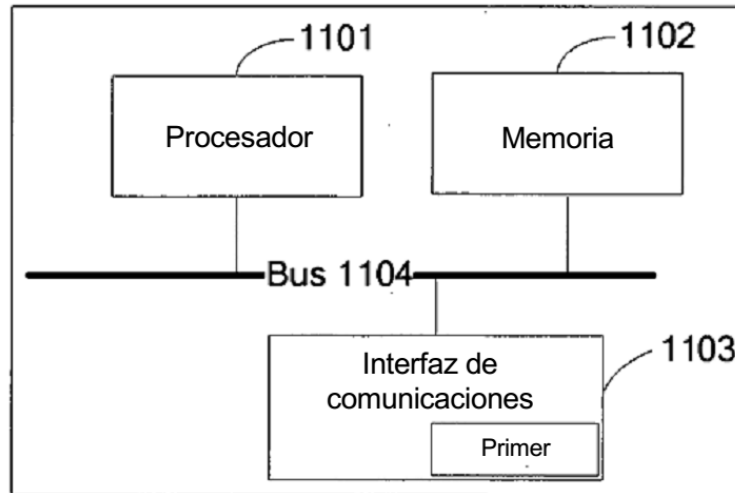 1101
1102
Procesador
Memoria
Bus 1104
1103
Interfaz de
comunicaciones
Primer